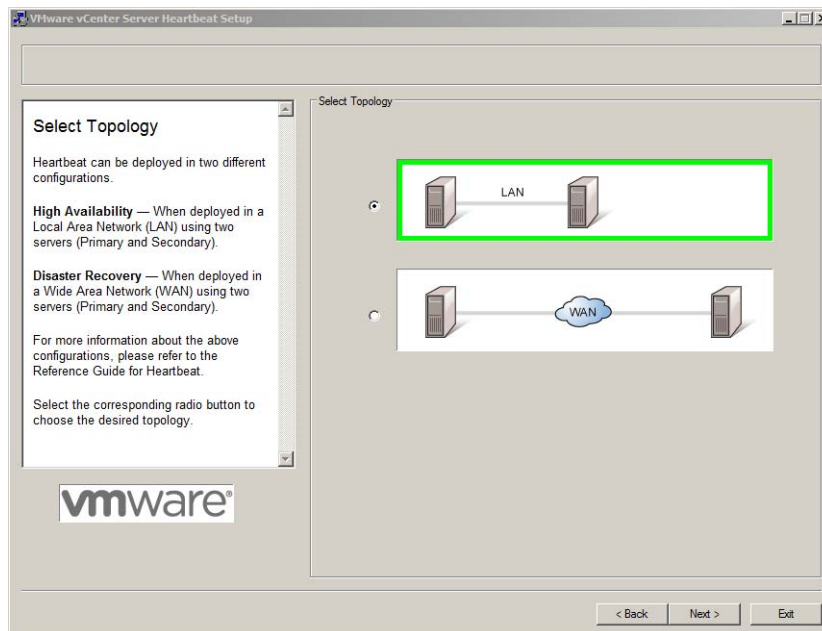 VMware vCenter Server Heartbeat Setup
Select Topology
Heartbeat can be deployed in two different
configurations.
High Availability — When deployed in a
Local Area Network (LAN) using two
servers (Primary and Secondary).
Disaster Recovery — When deployed in
a Wide Area Network (WAN) using two
servers (Primary and Secondary).
For more information about the above
configurations, please refer to the
Reference Guide for Heartbeat.
Select the corresponding radio button to
choose the desired topology.
vmware®
Select Topology
LAN
WAN
< Back
Next >
Exit